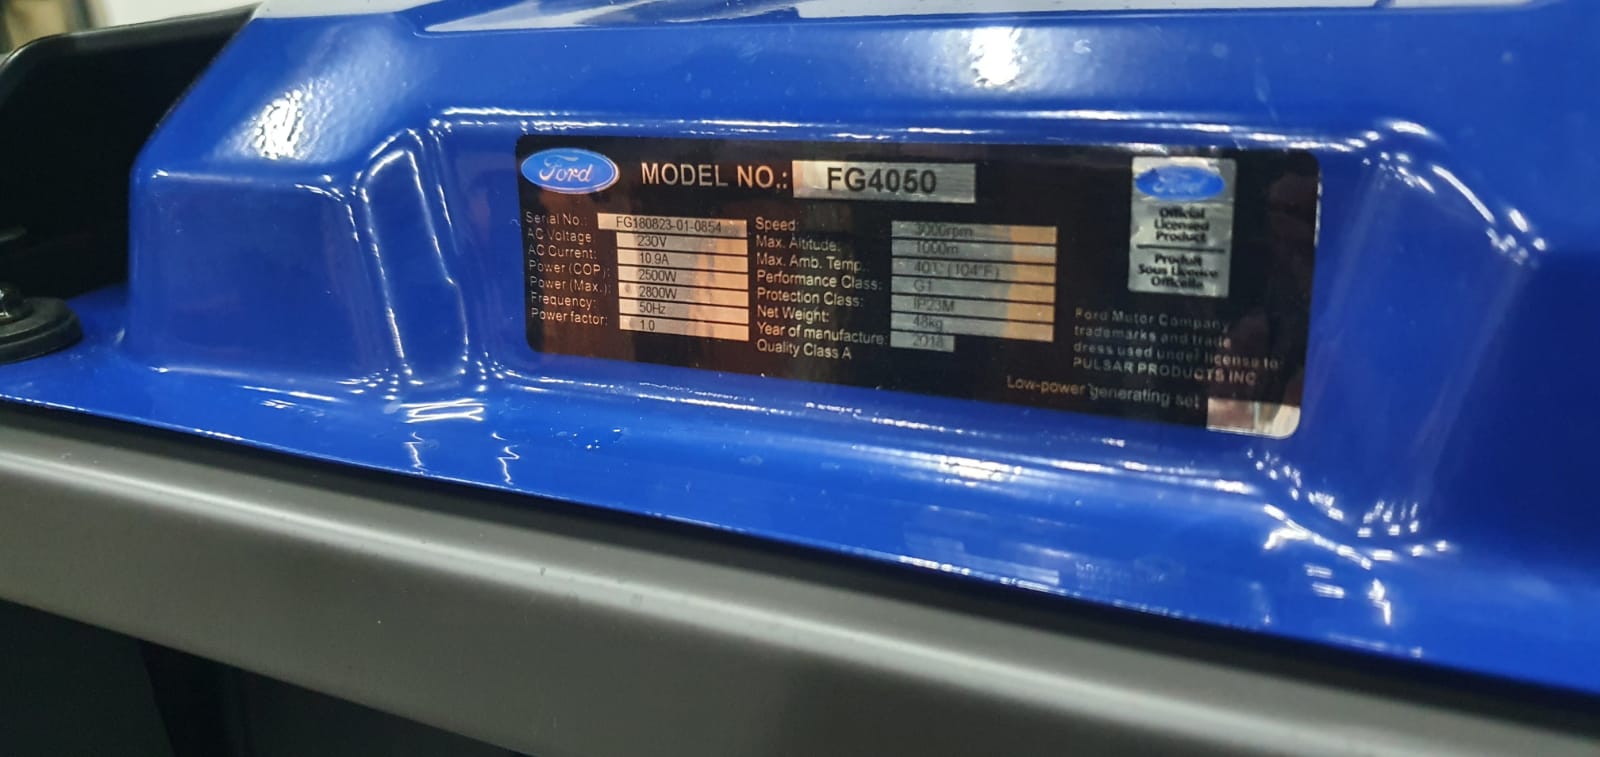 Ford
MODEL NO.: FG4050
Serial No.: FG180823-01-0854
AC Voltage: 230V
AC Current: 10.9A
Power (COP): 2500W
Power (Max.): 2800W
Frequency: 50Hz
Power factor: 1.0
Speed: 3000rpm
Max. Altitude: 1000m
Max. Amb. Temp.: 40℃ (104℉)
Performance Class: G1
Protection Class: IP23M
Net Weight: 48kg
Year of manufacture: 2018
Quality Class A
Ford
Official
Licensed
Product
Produit
Sous Licence
Officielle
Ford Motor Company
trademarks and trade
dress used under license to:
PULSAR PRODUCTS INC
Low-power generating set